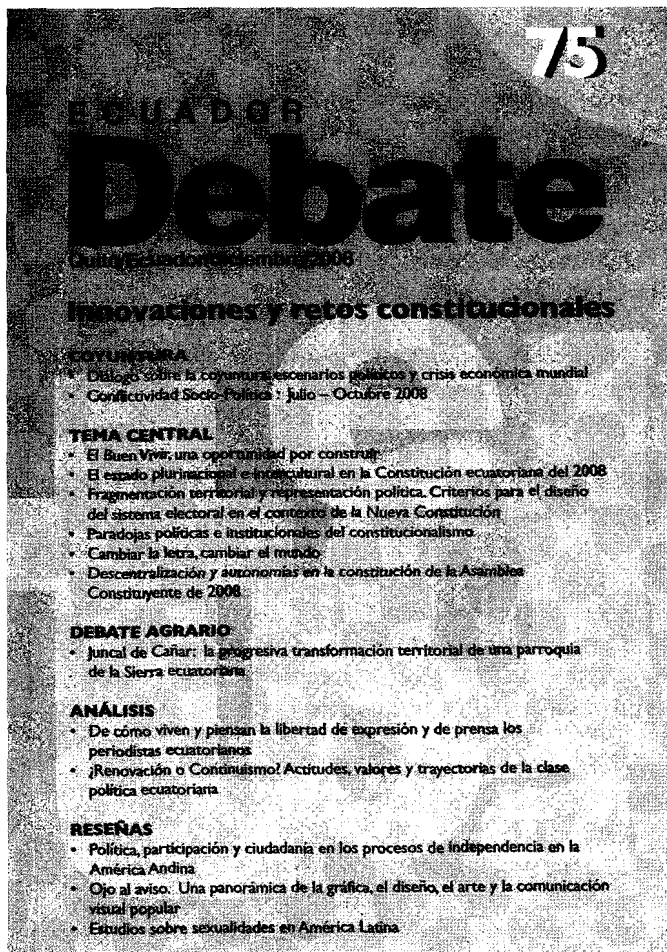 75
ECUADOR
Debate
Quito/Ecuador/Diciembre/2008
Innovaciones y retos constitucionales
COYUNTURA
• Diálogo sobre la coyuntura: escenarios políticos y crisis económica mundial
• Conflictividad Socio-Política : Julio – Octubre 2008
TEMA CENTRAL
• El Buen Vivir, una oportunidad por construir
• El estado plurinacional e intercultural en la Constitución ecuatoriana del 2008
• Fragmentación territorial y representación política. Criterios para el diseño
del sistema electoral en el contexto de la Nueva Constitución
• Paradojas políticas e institucionales del constitucionalismo
• Cambiar la letra, cambiar el mundo
• Descentralización y autonomías en la constitución de la Asamblea
Constituyente de 2008
DEBATE AGRARIO
• Juncal de Cañar: la progresiva transformación territorial de una parroquia
de la Sierra ecuatoriana
ANÁLISIS
• De cómo viven y piensan la libertad de expresión y de prensa los
periodistas ecuatorianos
• ¿Renovación o Continuismo? Actitudes, valores y trayectorias de la clase
política ecuatoriana
RESEÑAS
• Política, participación y ciudadanía en los procesos de independencia en la
América Andina
• Ojo al aviso. Una panorámica de la gráfica, el diseño, el arte y la comunicación
visual popular
• Estudios sobre sexualidades en América Latina